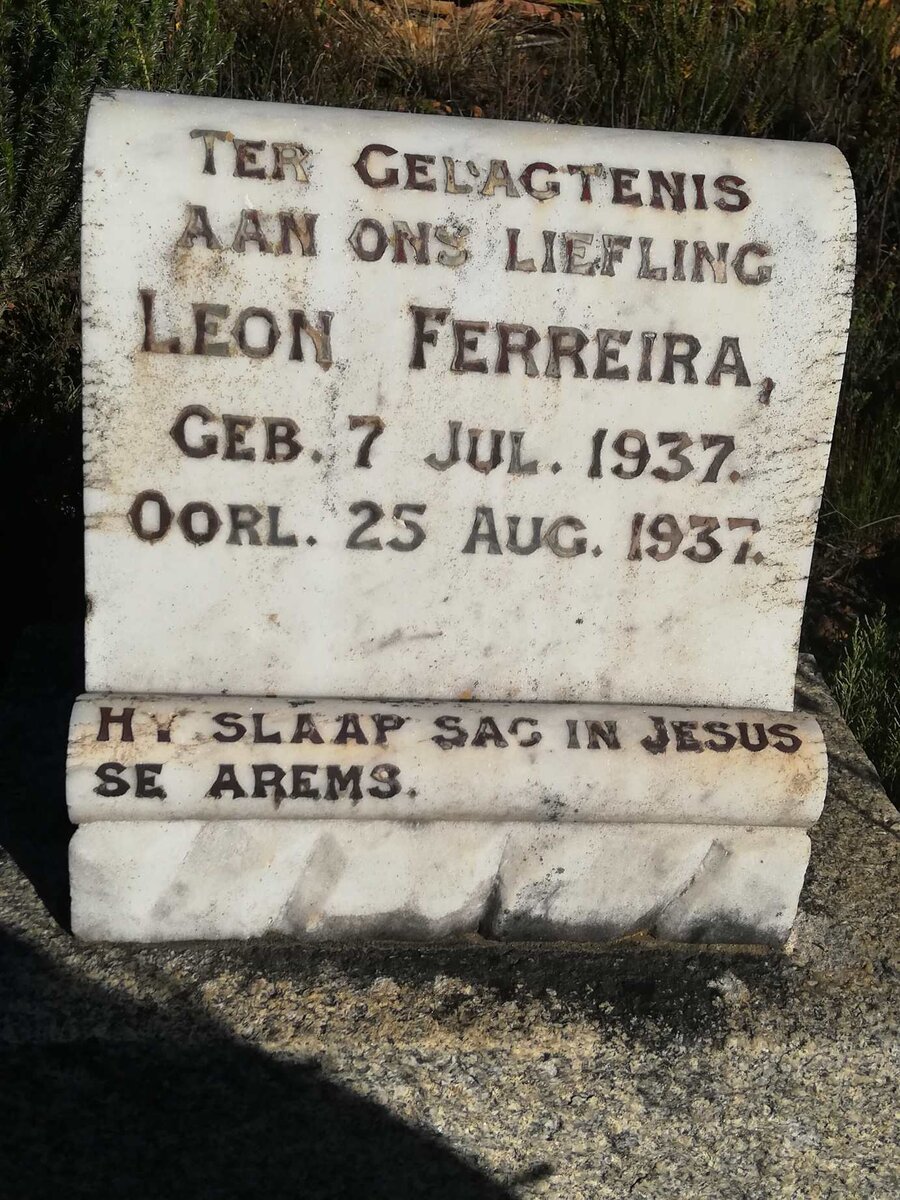 TER GEDAGTENIS
AAN ONS LIEFLING
LEON FERREIRA,
GEB. 7 JUL. 1937.
OORL. 25 AUG. 1937.
HY SLAAP SAG IN JESUS
SE AREMS.